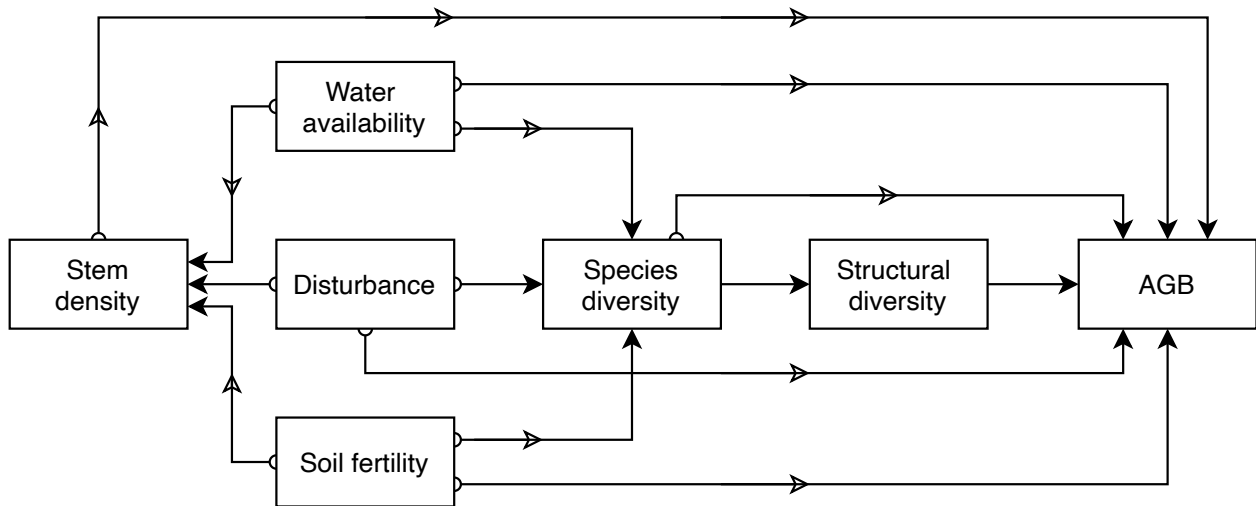 Water
availability
Stem
density
Disturbance
Species
diversity
Structural
diversity
AGB
Soil fertility